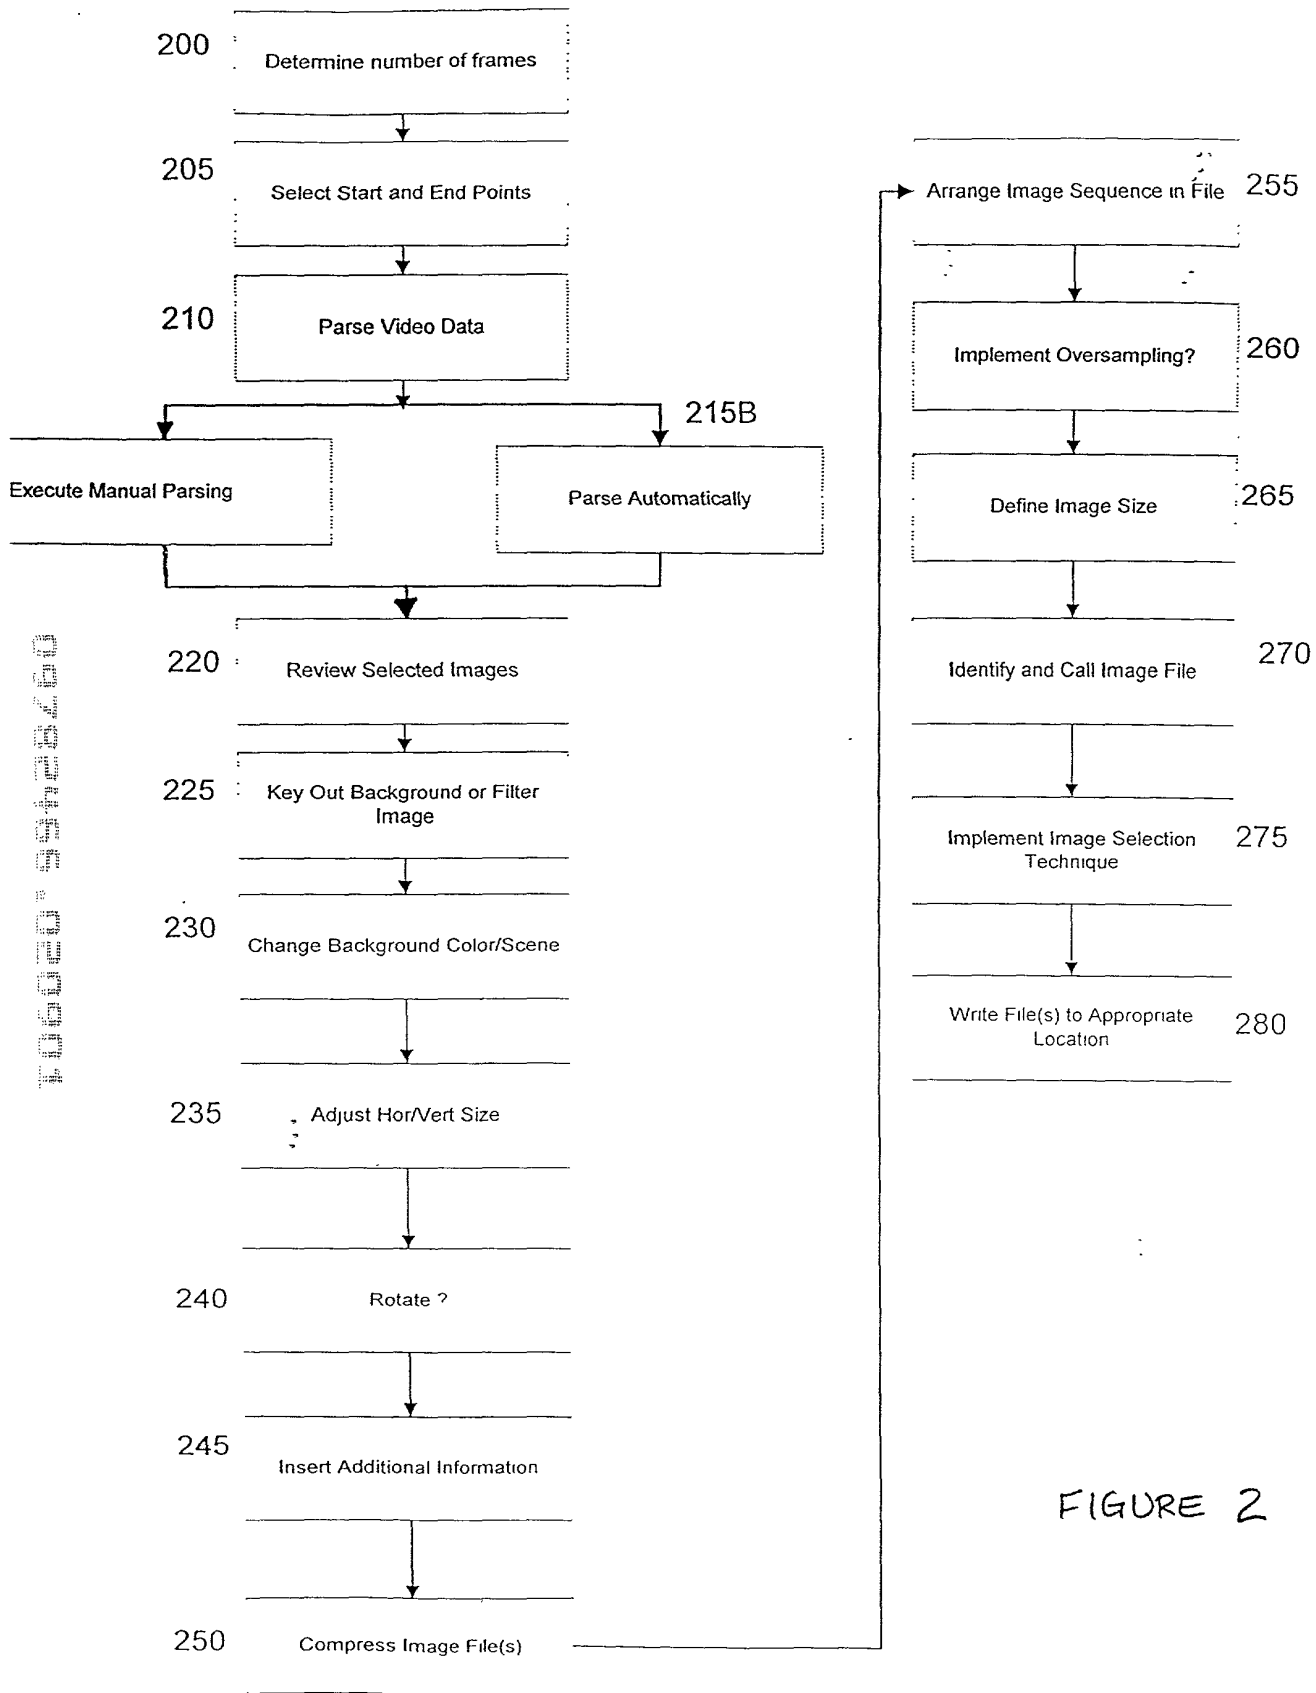 200
Determine number of frames
205
Select Start and End Points
210
Parse Video Data
215B
Execute Manual Parsing
Parse Automatically
220
Review Selected Images
225
Key Out Background or Filter
Image
230
Change Background Color/Scene
235
Adjust Hor/Vert Size
240
Rotate ?
245
Insert Additional Information
250
Compress Image File(s)
Arrange Image Sequence in File
255
Implement Oversampling?
260
Define Image Size
265
Identify and Call Image File
270
Implement Image Selection
Technique
275
Write File(s) to Appropriate
Location
280
FIGURE 2
09782466.020901